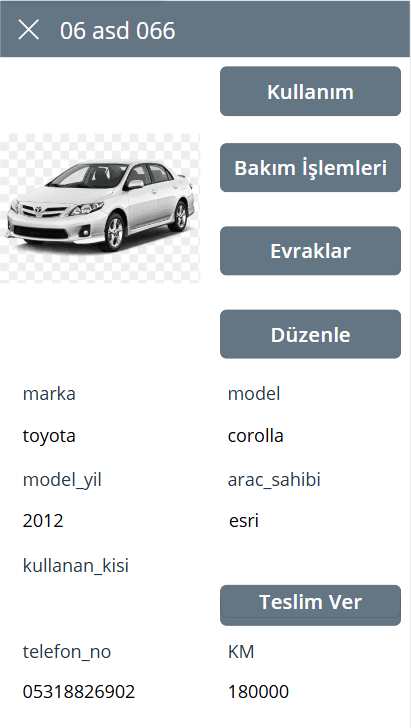 06 asd 066
Kullanım
Bakım İşlemleri
Evraklar
Düzenle
marka model
toyota corolla
model_yil arac_sahibi
2012 esri
kullanan_kisi
Teslim Ver
telefon_no KM
05318826902 180000